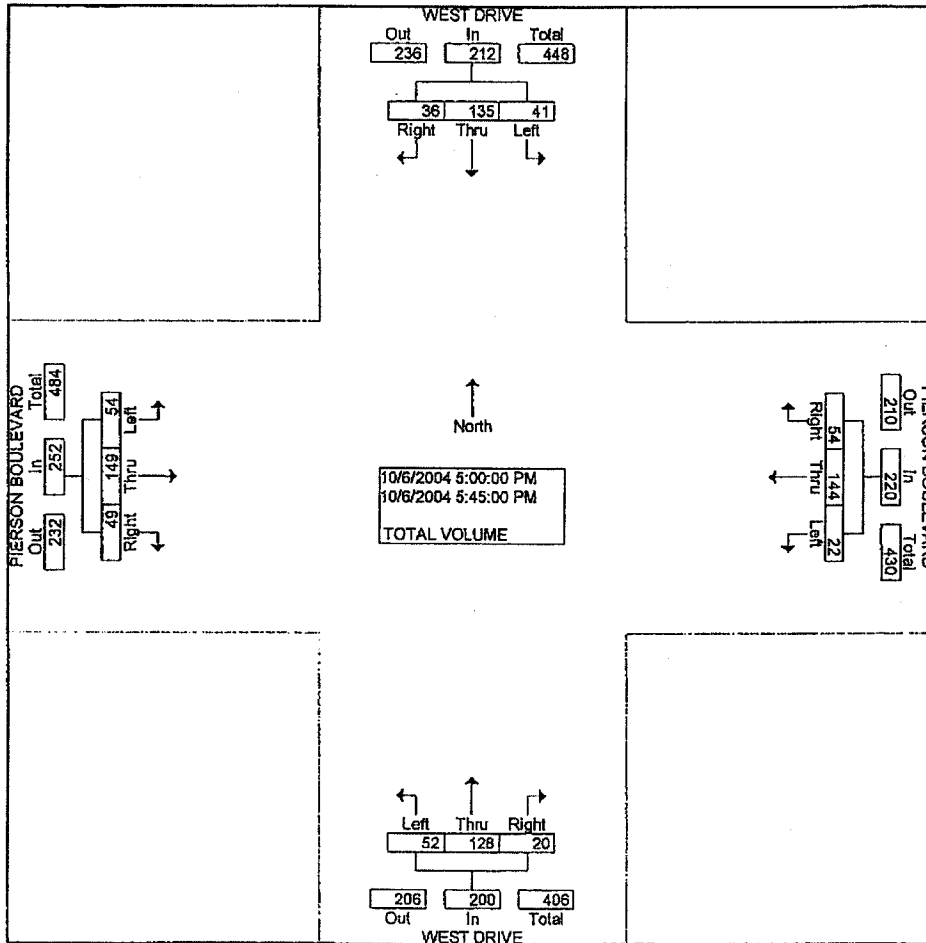 WEST DRIVE
Out In Total
236 212 448
36 135 41
Right Thru Left
PIERSON BOULEVARD
Total In Out
484 252 232
54 149 49
Left Thru Right
North
10/6/2004 5:00:00 PM
10/6/2004 5:45:00 PM
TOTAL VOLUME
Right Thru Left
54 144 22
210 220 430
Out In Total
Left Thru Right
52 128 20
206 200 406
Out In Total
WEST DRIVE